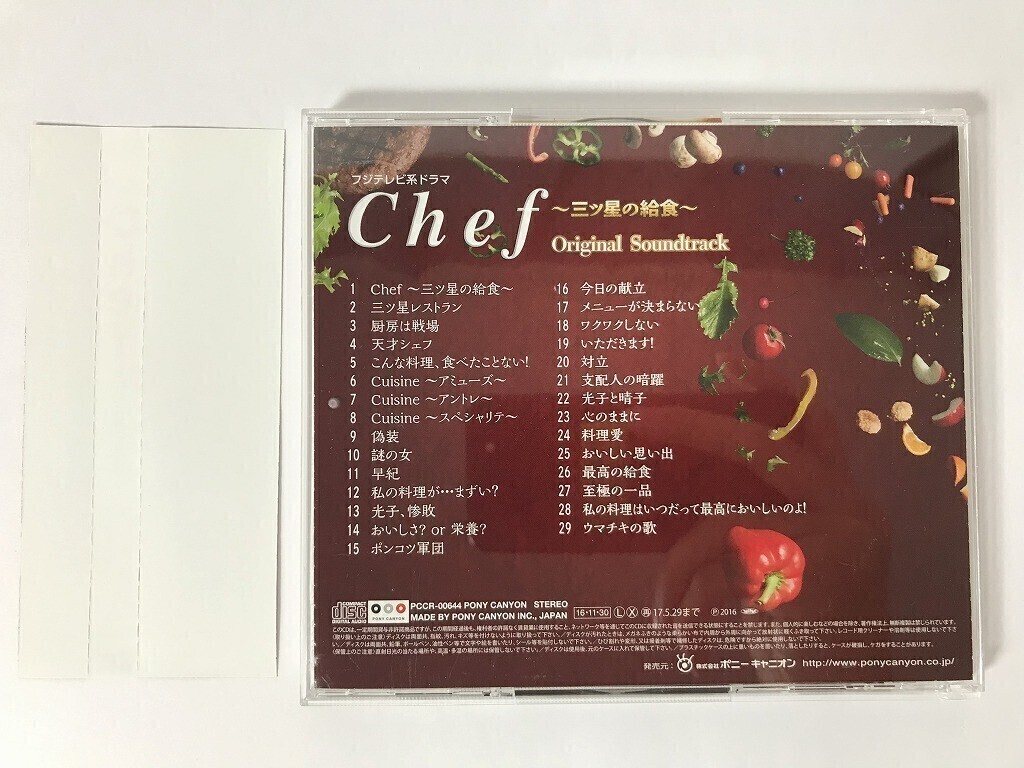 フジテレビ系ドラマ
Chef ～三ツ星の給食～
Original Soundtrack
1 Chef ～三ツ星の給食～
2 三ツ星レストラン
3 厨房は戦場
4 天才シェフ
5 こんな料理、食べたことない!
6 Cuisine ～アミューズ～
7 Cuisine ～アントレ～
8 Cuisine ～スペシャリテ～
9 偽装
10 謎の女
11 早紀
12 私の料理が…まずい?
13 光子、惨敗
14 おいしさ? or 栄養?
15 ポンコツ軍団
16 今日の献立
17 メニューが決まらない
18 ワクワクしない
19 いただきます!
20 対立
21 支配人の暗躍
22 光子と晴子
23 心のままに
24 料理愛
25 おいしい思い出
26 最高の給食
27 至極の一品
28 私の料理はいつだって最高においしいのよ!
29 ウマチキの歌
COMPACT disc DIGITAL AUDIO
PONY CANYON
PCCR-00644 PONY CANYON STEREO
MADE BY PONY CANYON INC., JAPAN
16・11・30 Ⓛ Ⓧ 再 17.5.29まで ℗ 2016
発売元: 株式会社 ポニーキャニオン http://www.ponycanyon.co.jp/